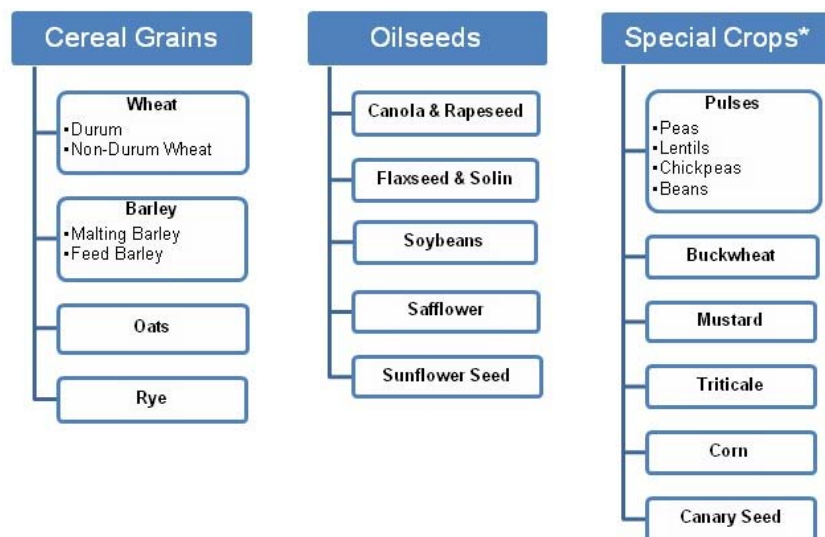 Cereal Grains
Wheat
▪Durum
▪Non-Durum Wheat
Barley
▪Malting Barley
▪Feed Barley
Oats
Rye
Oilseeds
Canola & Rapeseed
Flaxseed & Solin
Soybeans
Safflower
Sunflower Seed
Special Crops*
Pulses
▪Peas
▪Lentils
▪Chickpeas
▪Beans
Buckwheat
Mustard
Triticale
Corn
Canary Seed